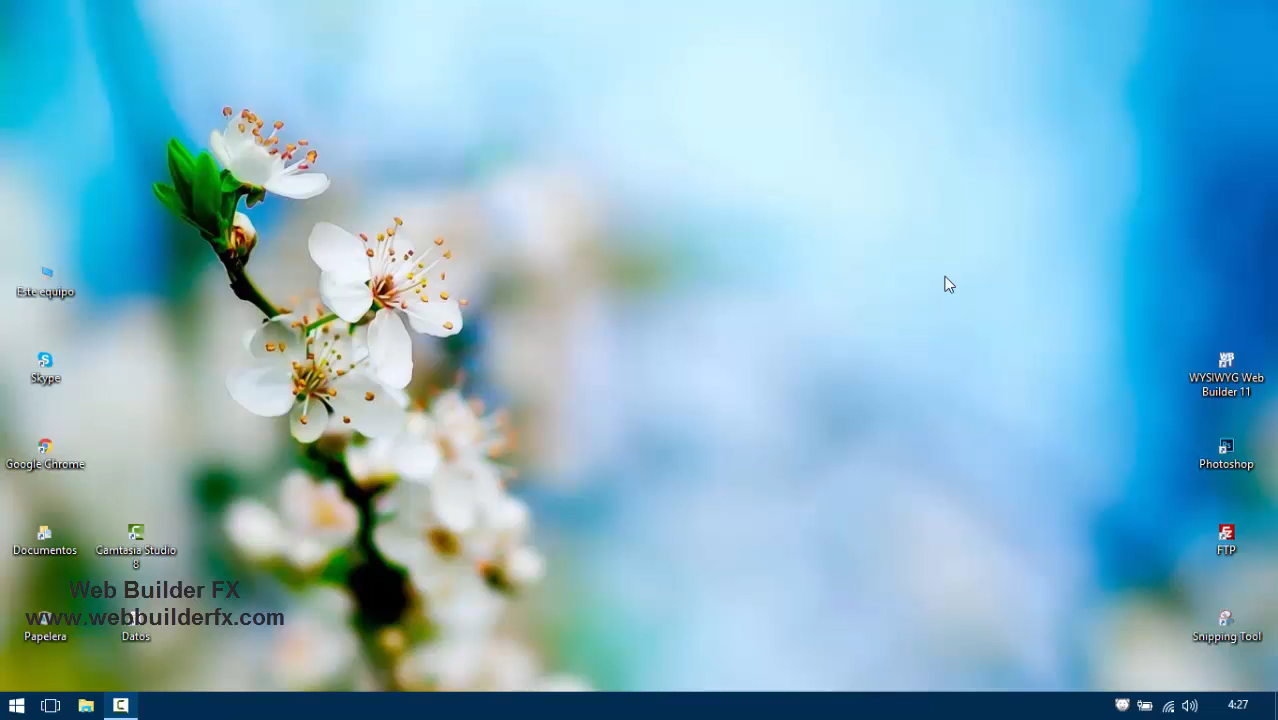 Este equipo
Skype
WYSIWYG Web
Builder 11
Google Chrome
Photoshop
Documentos
Camtasia Studio
8
FTP
Web Builder FX
www.webbuilderfx.com
Papelera
Datos
Snipping Tool
4:27